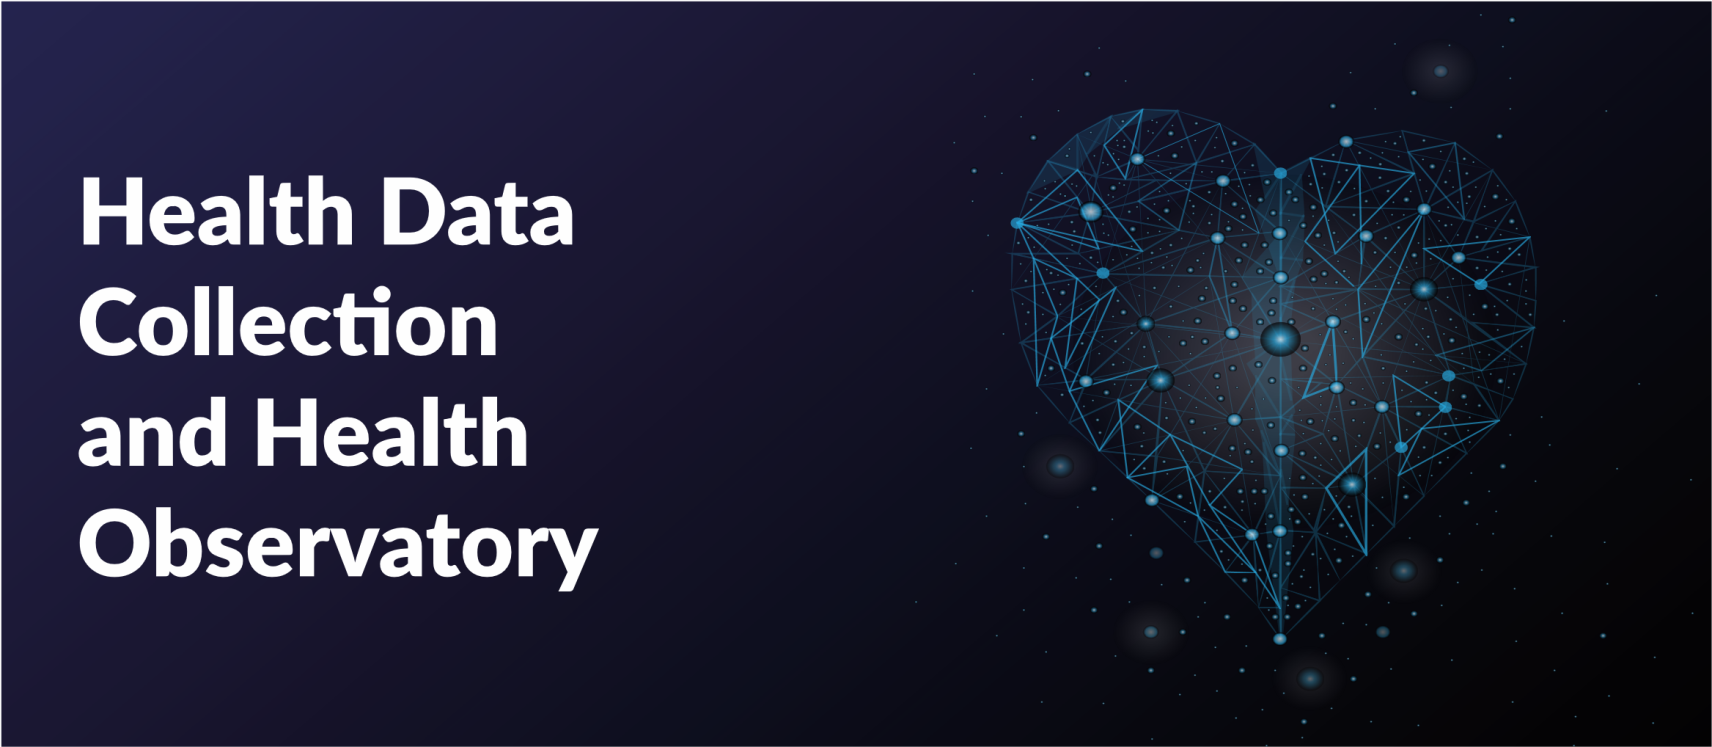 Health Data
Collection
and Health
Observatory